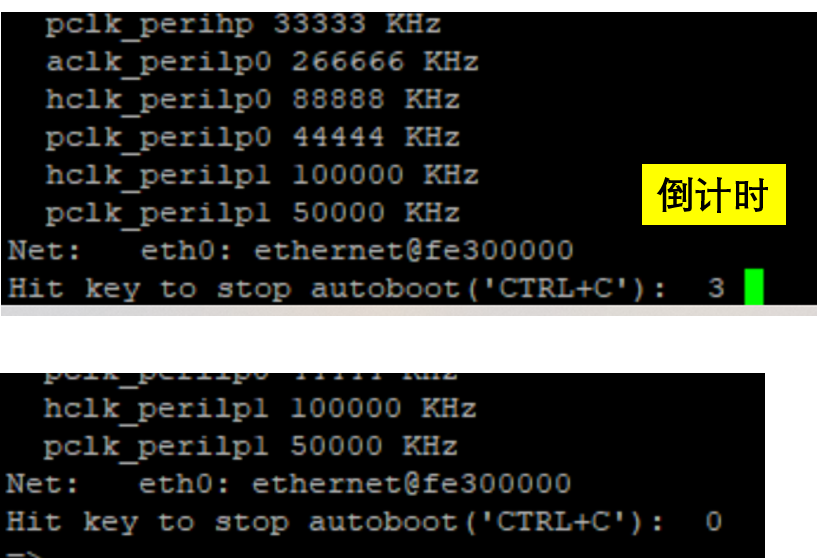 pclk_perihp 33333 KHz
aclk_perilp0 266666 KHz
hclk_perilp0 88888 KHz
pclk_perilp0 44444 KHz
hclk_perilp1 100000 KHz
倒计时
pclk_perilp1 50000 KHz
Net:   eth0: ethernet@fe300000
Hit key to stop autoboot('CTRL+C'):  3
hclk_perilp1 100000 KHz
pclk_perilp1 50000 KHz
Net:   eth0: ethernet@fe300000
Hit key to stop autoboot('CTRL+C'):  0
=>